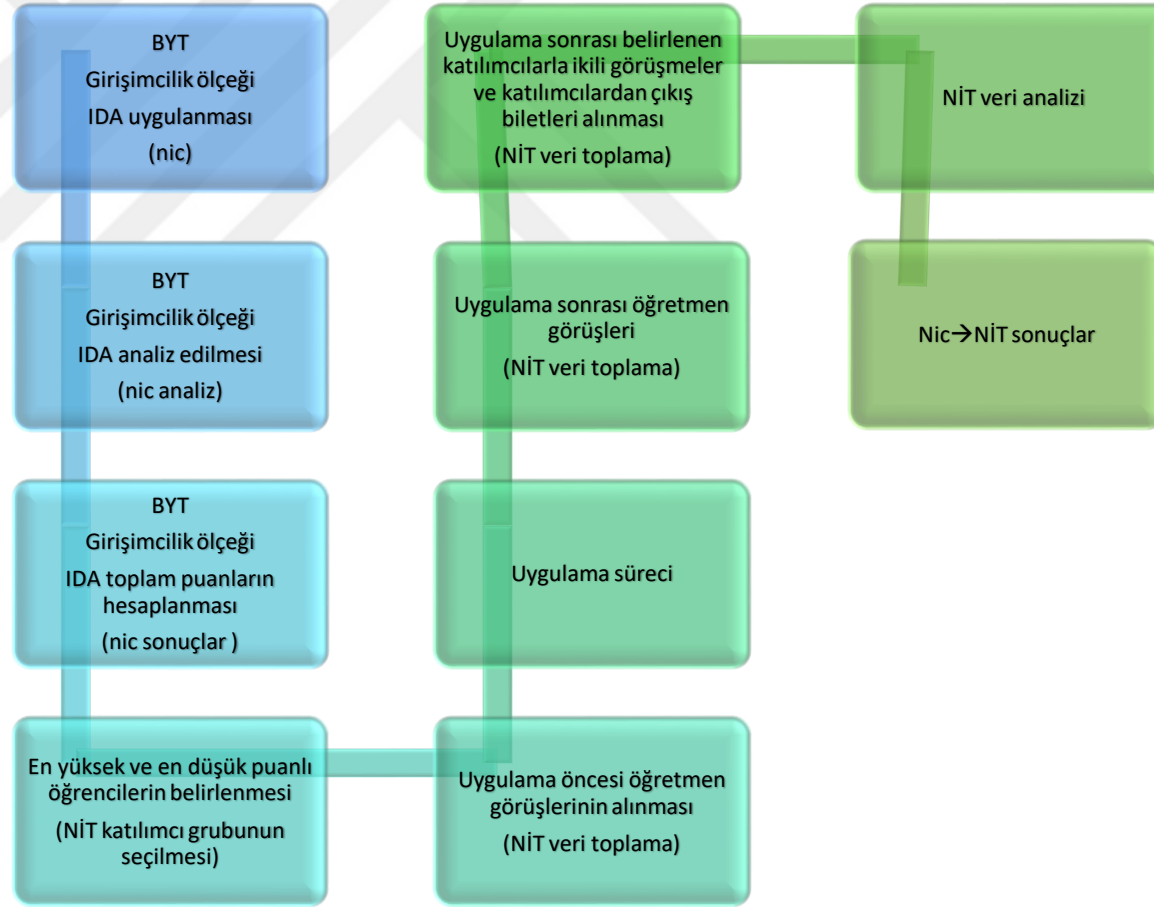 BYT
Girişimcilik ölçeği
IDA uygulanması
(nic)
BYT
Girişimcilik ölçeği
IDA analiz edilmesi
(nic analiz)
BYT
Girişimcilik ölçeği
IDA toplam puanların
hesaplanması
(nic sonuçlar )
En yüksek ve en düşük puanlı
öğrencilerin belirlenmesi
(NİT katılımcı grubunun
seçilmesi)
Uygulama öncesi öğretmen
görüşlerinin alınması
(NİT veri toplama)
Uygulama süreci
Uygulama sonrası öğretmen
görüşleri
(NİT veri toplama)
Uygulama sonrası belirlenen
katılımcılarla ikili görüşmeler
ve katılımcılardan çıkış
biletleri alınması
(NİT veri toplama)
NİT veri analizi
Nic→NİT sonuçlar